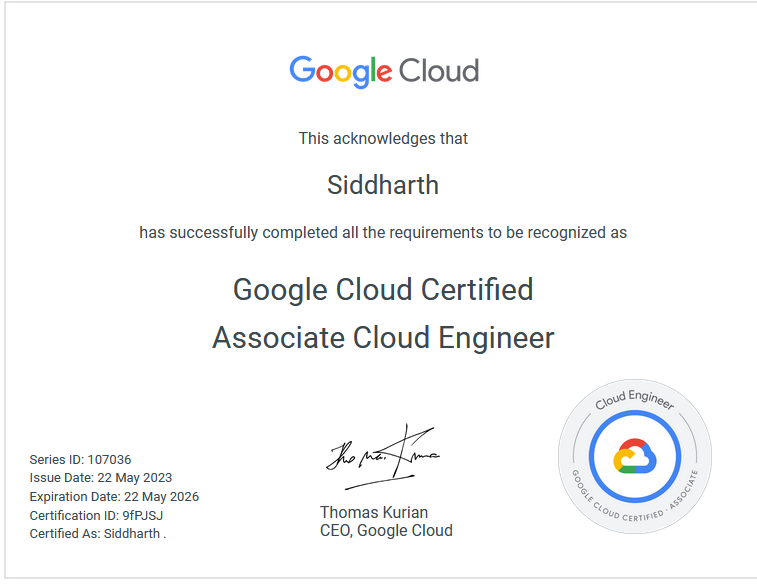 Google Cloud
This acknowledges that
Siddharth
has successfully completed all the requirements to be recognized as
Google Cloud Certified
Associate Cloud Engineer
Series ID: 107036
Issue Date: 22 May 2023
Expiration Date: 22 May 2026
Certification ID: 9fPJSJ
Certified As: Siddharth .
Thomas Kurian
CEO, Google Cloud
Cloud Engineer
GOOGLE CLOUD CERTIFIED · ASSOCIATE